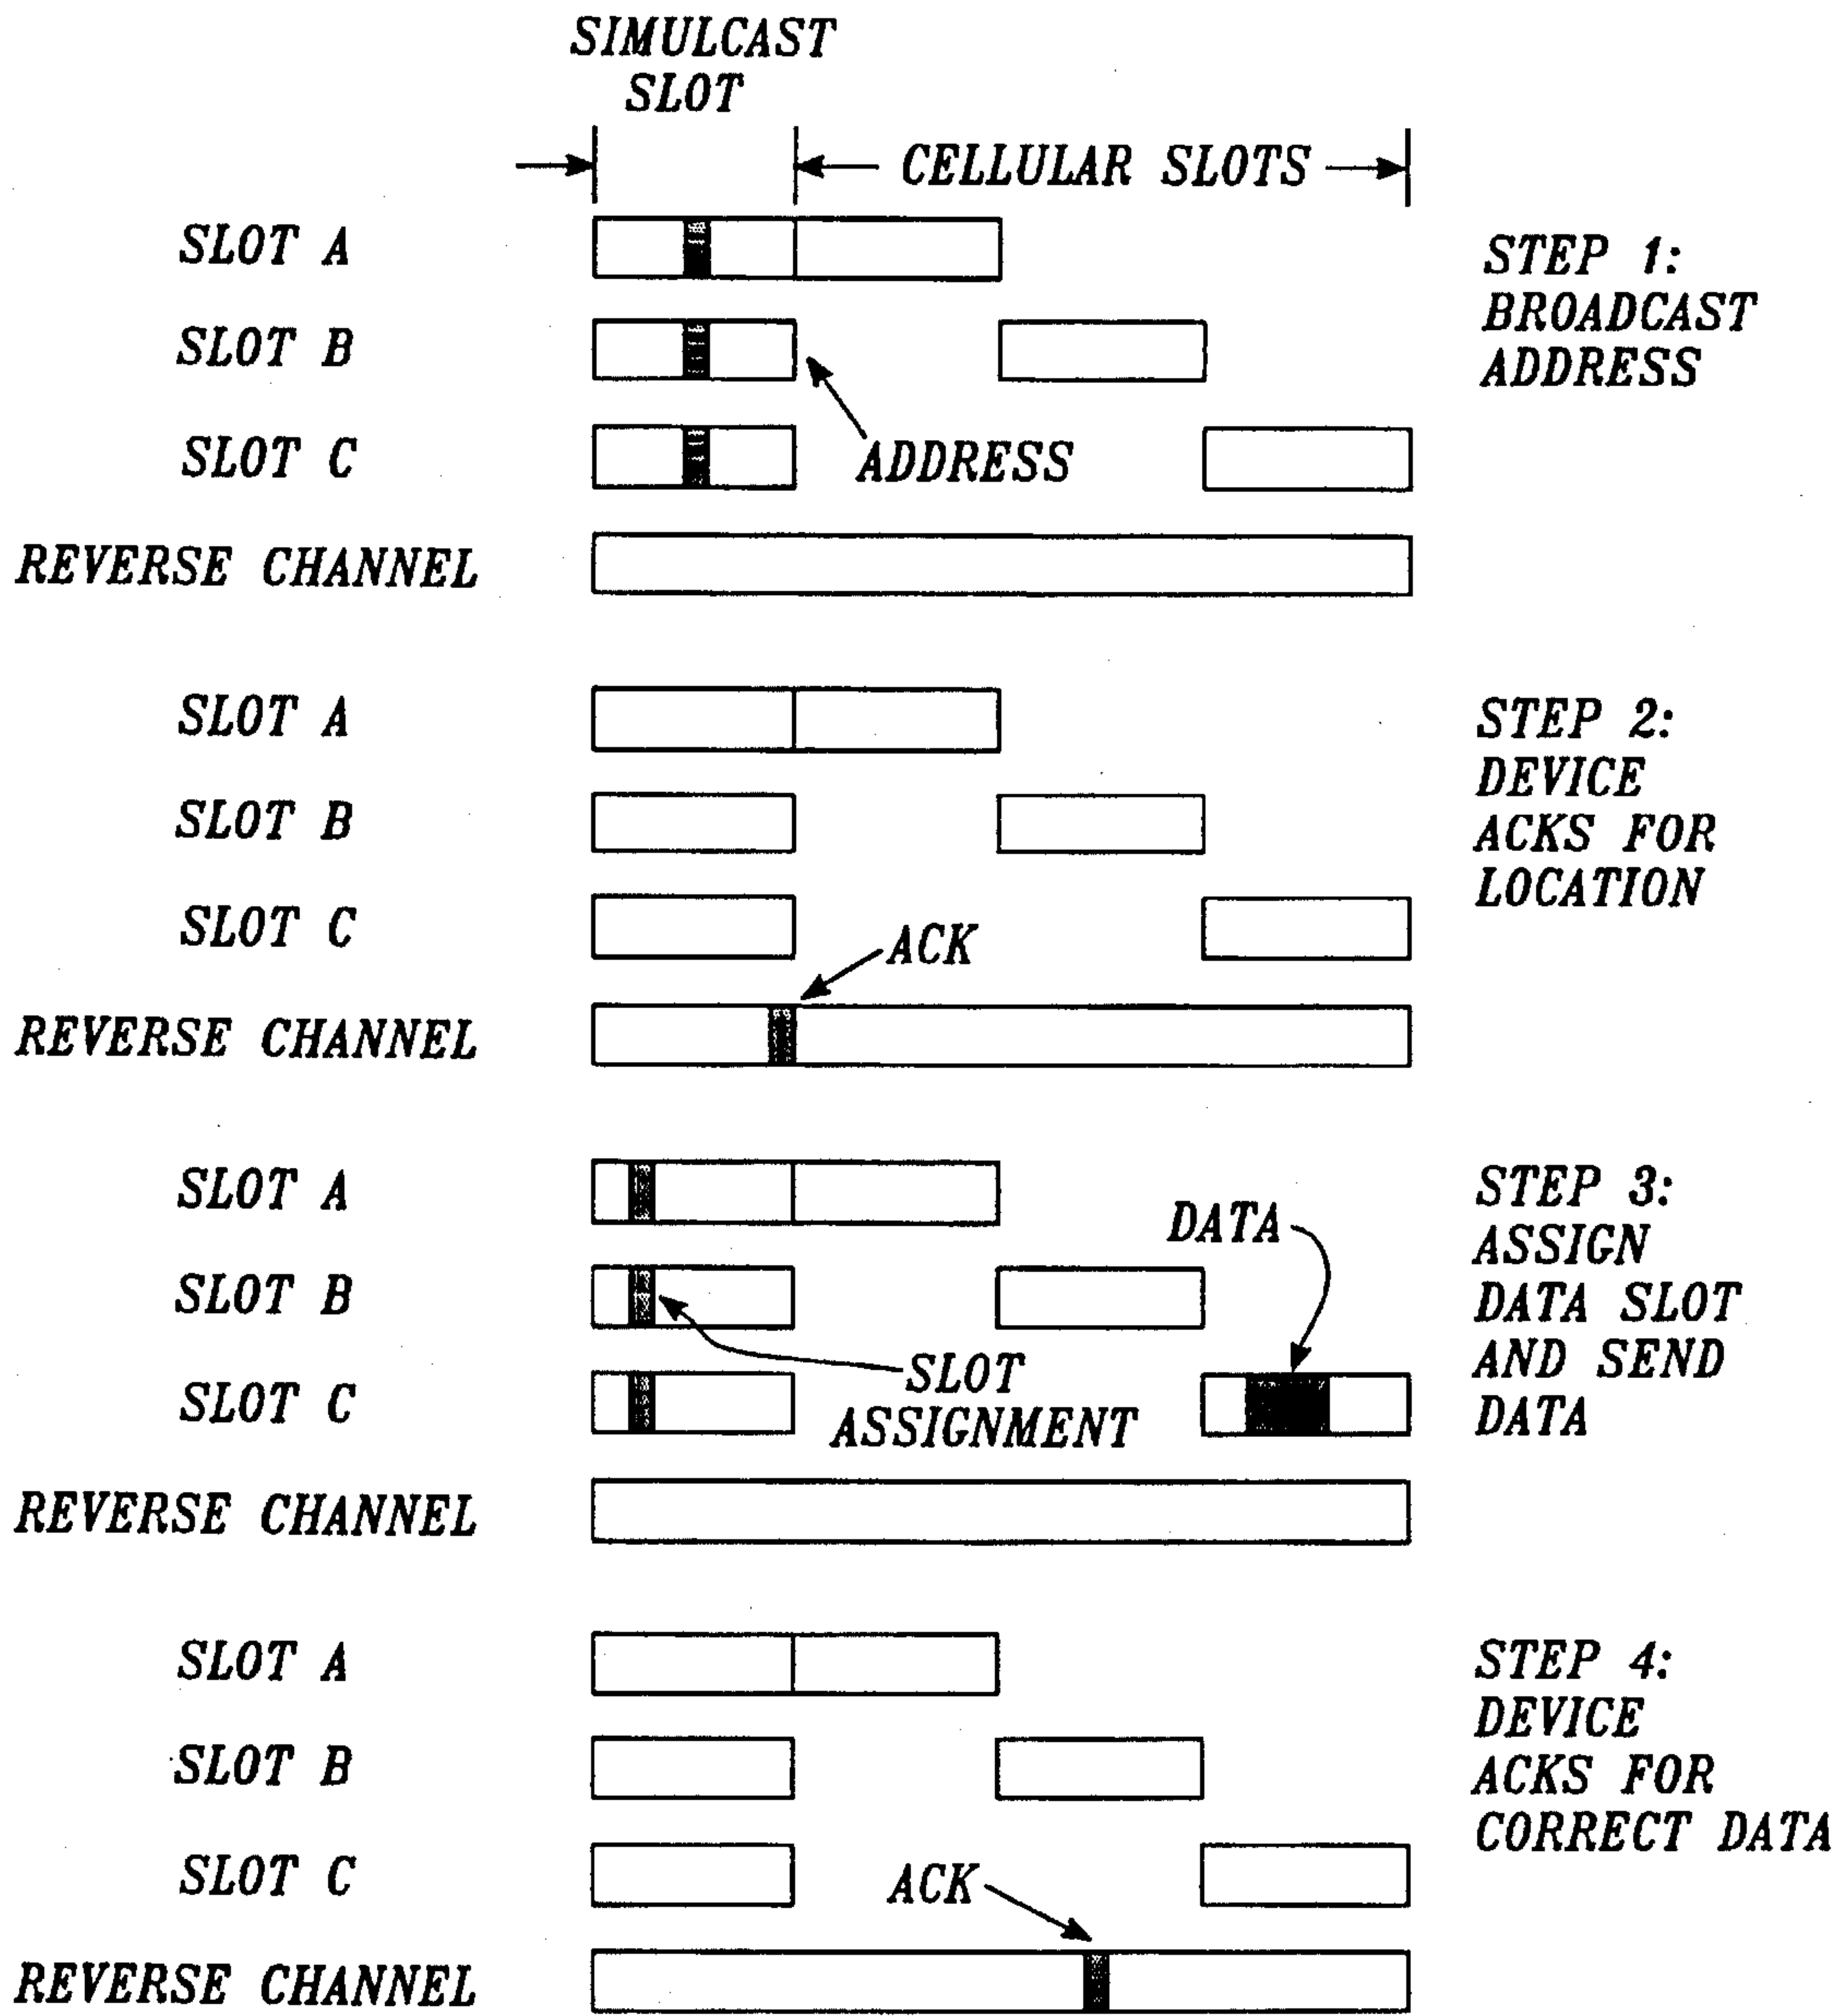 SIMULCAST
SLOT
CELLULAR SLOTS
SLOT A
SLOT B
SLOT C
ADDRESS
REVERSE CHANNEL
STEP 1:
BROADCAST
ADDRESS
SLOT A
SLOT B
SLOT C
ACK
REVERSE CHANNEL
STEP 2:
DEVICE
ACKS FOR
LOCATION
SLOT A
SLOT B
SLOT C
DATA
SLOT
ASSIGNMENT
REVERSE CHANNEL
STEP 3:
ASSIGN
DATA SLOT
AND SEND
DATA
SLOT A
SLOT B
SLOT C
ACK
REVERSE CHANNEL
STEP 4:
DEVICE
ACKS FOR
CORRECT DATA